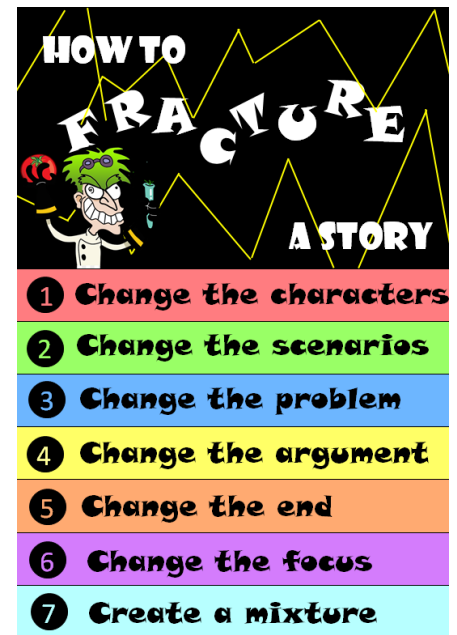 HOW TO
FRACTURE
A STORY
1 Change the characters
2 Change the scenarios
3 Change the problem
4 Change the argument
5 Change the end
6 Change the focus
7 Create a mixture